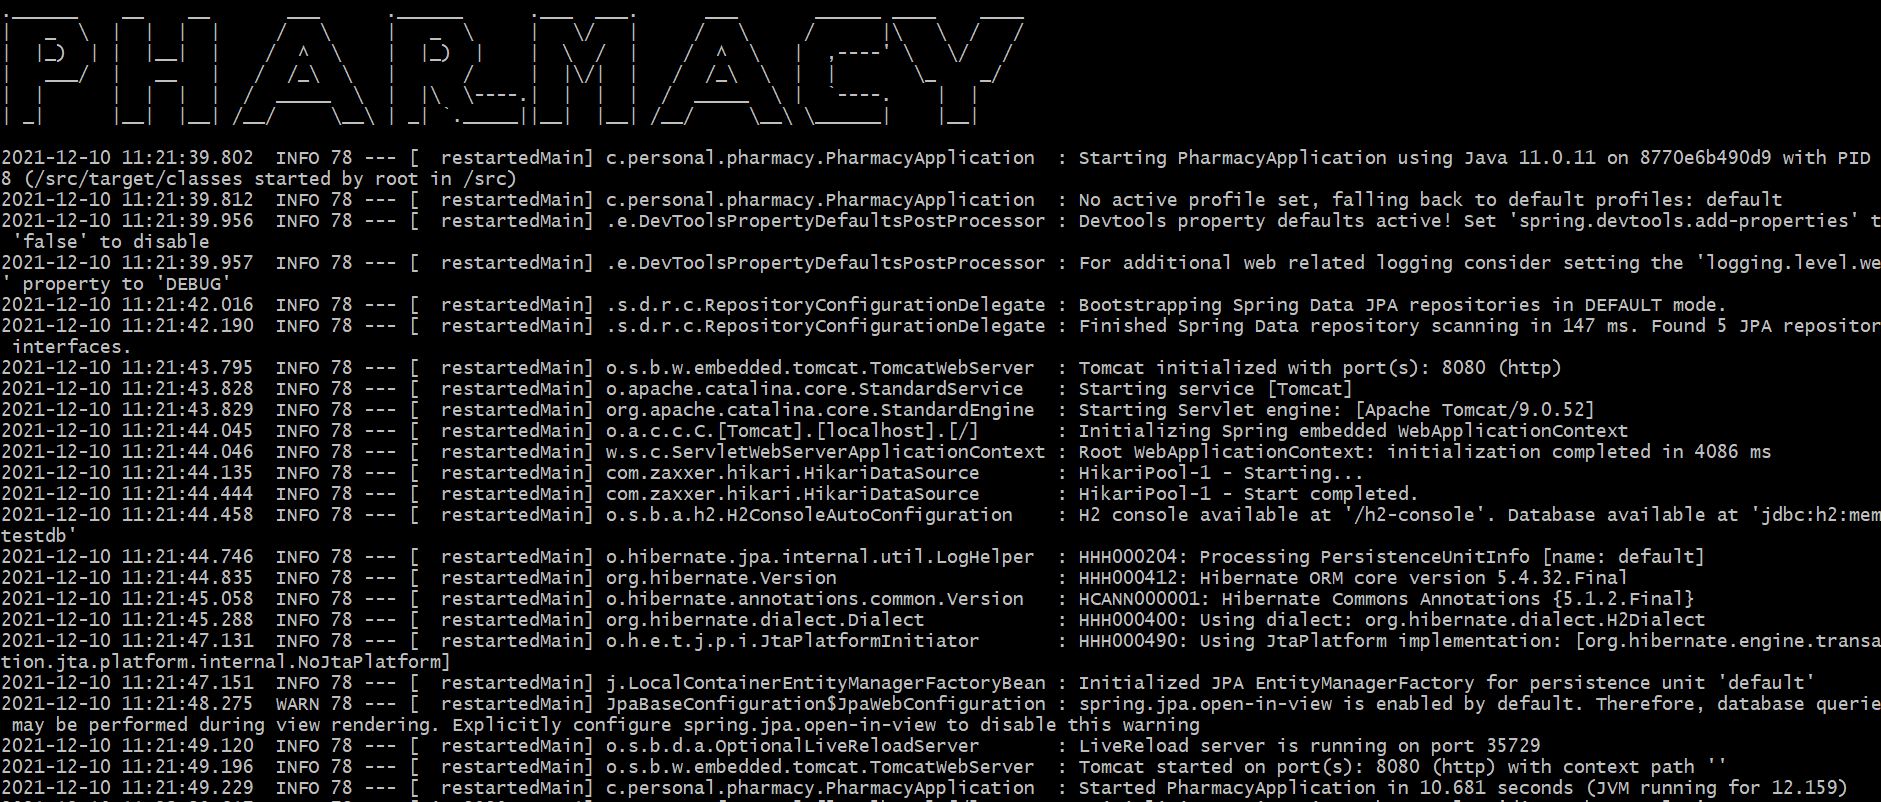 PHARMACY
2021-12-10 11:21:39.802  INFO 78 --- [  restartedMain] c.personal.pharmacy.PharmacyApplication  : Starting PharmacyApplication using Java 11.0.11 on 8770e6b490d9 with PID
8 (/src/target/classes started by root in /src)
2021-12-10 11:21:39.812  INFO 78 --- [  restartedMain] c.personal.pharmacy.PharmacyApplication  : No active profile set, falling back to default profiles: default
2021-12-10 11:21:39.956  INFO 78 --- [  restartedMain] .e.DevToolsPropertyDefaultsPostProcessor : Devtools property defaults active! Set 'spring.devtools.add-properties' t
 'false' to disable
2021-12-10 11:21:39.957  INFO 78 --- [  restartedMain] .e.DevToolsPropertyDefaultsPostProcessor : For additional web related logging consider setting the 'logging.level.we
' property to 'DEBUG'
2021-12-10 11:21:42.016  INFO 78 --- [  restartedMain] .s.d.r.c.RepositoryConfigurationDelegate : Bootstrapping Spring Data JPA repositories in DEFAULT mode.
2021-12-10 11:21:42.190  INFO 78 --- [  restartedMain] .s.d.r.c.RepositoryConfigurationDelegate : Finished Spring Data repository scanning in 147 ms. Found 5 JPA repositor
 interfaces.
2021-12-10 11:21:43.795  INFO 78 --- [  restartedMain] o.s.b.w.embedded.tomcat.TomcatWebServer  : Tomcat initialized with port(s): 8080 (http)
2021-12-10 11:21:43.828  INFO 78 --- [  restartedMain] o.apache.catalina.core.StandardService   : Starting service [Tomcat]
2021-12-10 11:21:43.829  INFO 78 --- [  restartedMain] org.apache.catalina.core.StandardEngine  : Starting Servlet engine: [Apache Tomcat/9.0.52]
2021-12-10 11:21:44.045  INFO 78 --- [  restartedMain] o.a.c.c.C.[Tomcat].[localhost].[/]       : Initializing Spring embedded WebApplicationContext
2021-12-10 11:21:44.046  INFO 78 --- [  restartedMain] w.s.c.ServletWebServerApplicationContext : Root WebApplicationContext: initialization completed in 4086 ms
2021-12-10 11:21:44.135  INFO 78 --- [  restartedMain] com.zaxxer.hikari.HikariDataSource       : HikariPool-1 - Starting...
2021-12-10 11:21:44.444  INFO 78 --- [  restartedMain] com.zaxxer.hikari.HikariDataSource       : HikariPool-1 - Start completed.
2021-12-10 11:21:44.458  INFO 78 --- [  restartedMain] o.s.b.a.h2.H2ConsoleAutoConfiguration    : H2 console available at '/h2-console'. Database available at 'jdbc:h2:mem
testdb'
2021-12-10 11:21:44.746  INFO 78 --- [  restartedMain] o.hibernate.jpa.internal.util.LogHelper  : HHH000204: Processing PersistenceUnitInfo [name: default]
2021-12-10 11:21:44.835  INFO 78 --- [  restartedMain] org.hibernate.Version                    : HHH000412: Hibernate ORM core version 5.4.32.Final
2021-12-10 11:21:45.058  INFO 78 --- [  restartedMain] o.hibernate.annotations.common.Version   : HCANN000001: Hibernate Commons Annotations {5.1.2.Final}
2021-12-10 11:21:45.288  INFO 78 --- [  restartedMain] org.hibernate.dialect.Dialect            : HHH000400: Using dialect: org.hibernate.dialect.H2Dialect
2021-12-10 11:21:47.131  INFO 78 --- [  restartedMain] o.h.e.t.j.p.i.JtaPlatformInitiator       : HHH000490: Using JtaPlatform implementation: [org.hibernate.engine.transa
tion.jta.platform.internal.NoJtaPlatform]
2021-12-10 11:21:47.151  INFO 78 --- [  restartedMain] j.LocalContainerEntityManagerFactoryBean : Initialized JPA EntityManagerFactory for persistence unit 'default'
2021-12-10 11:21:48.275  WARN 78 --- [  restartedMain] JpaBaseConfiguration$JpaWebConfiguration : spring.jpa.open-in-view is enabled by default. Therefore, database querie
 may be performed during view rendering. Explicitly configure spring.jpa.open-in-view to disable this warning
2021-12-10 11:21:49.120  INFO 78 --- [  restartedMain] o.s.b.d.a.OptionalLiveReloadServer       : LiveReload server is running on port 35729
2021-12-10 11:21:49.196  INFO 78 --- [  restartedMain] o.s.b.w.embedded.tomcat.TomcatWebServer  : Tomcat started on port(s): 8080 (http) with context path ''
2021-12-10 11:21:49.229  INFO 78 --- [  restartedMain] c.personal.pharmacy.PharmacyApplication  : Started PharmacyApplication in 10.681 seconds (JVM running for 12.159)